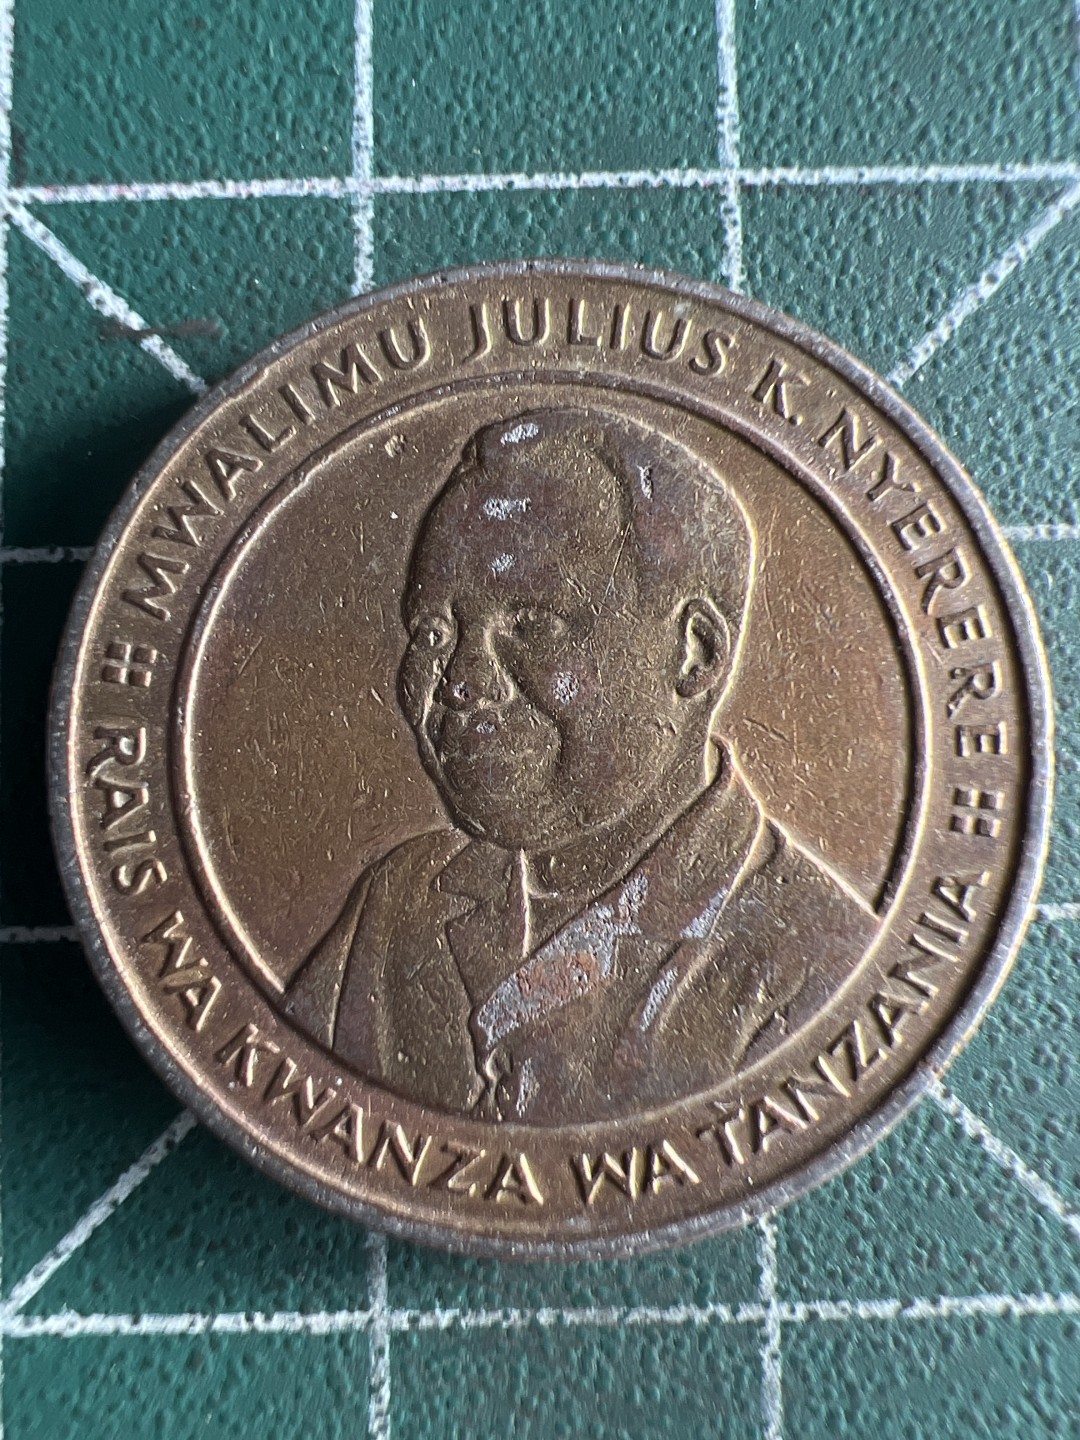 MWALIMU JULIUS K. NYERERE
RAIS WA KWANZA WA TANZANIA